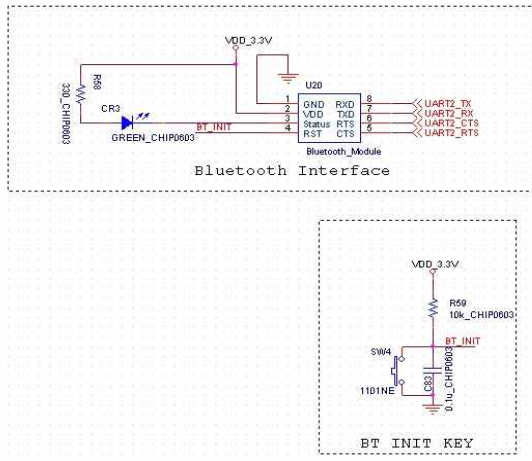 VDD_3.3V
R58
330_CHIP0603
CR3
GREEN_CHIP0603
BT_INIT
U20
1 GND RXD 8 UART2_TX
2 VDD TXD 7 UART2_RX
3 Status RTS 6 UART2_CTS
4 RST CTS 5 UART2_RTS
Bluetooth_Module
Bluetooth Interface
VDD_3.3V
R59
10k_CHIP0603
BT_INIT
SW4
1101NE
C83
0.1u_CHIP0603
BT INIT KEY